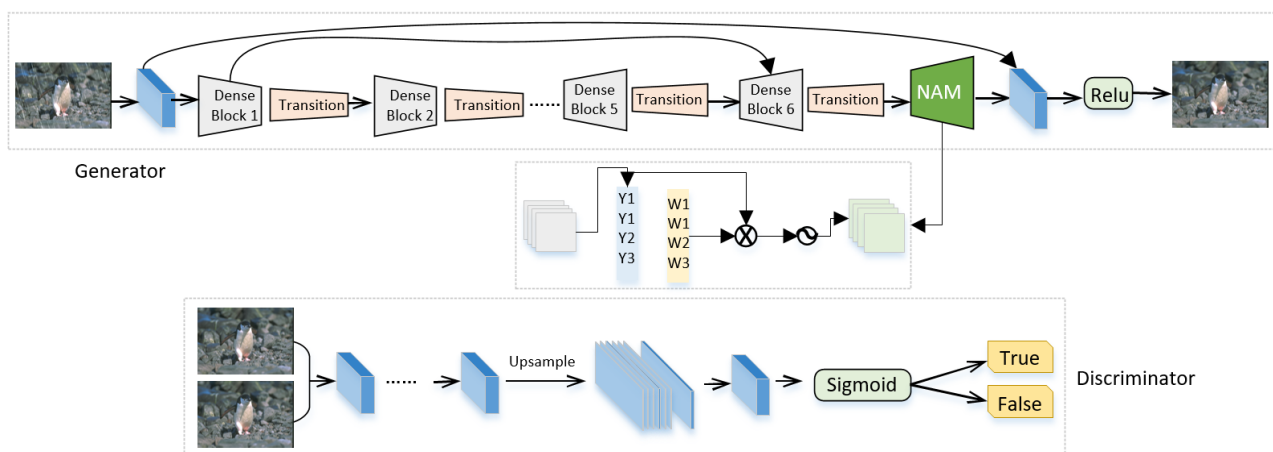 Dense
Block 1
Transition
Dense
Block 2
Transition
......
Dense
Block 5
Transition
Dense
Block 6
Transition
NAM
Relu
Generator
Y1
Y1
Y2
Y3
W1
W1
W2
W3
Upsample
......
Sigmoid
True
False
Discriminator